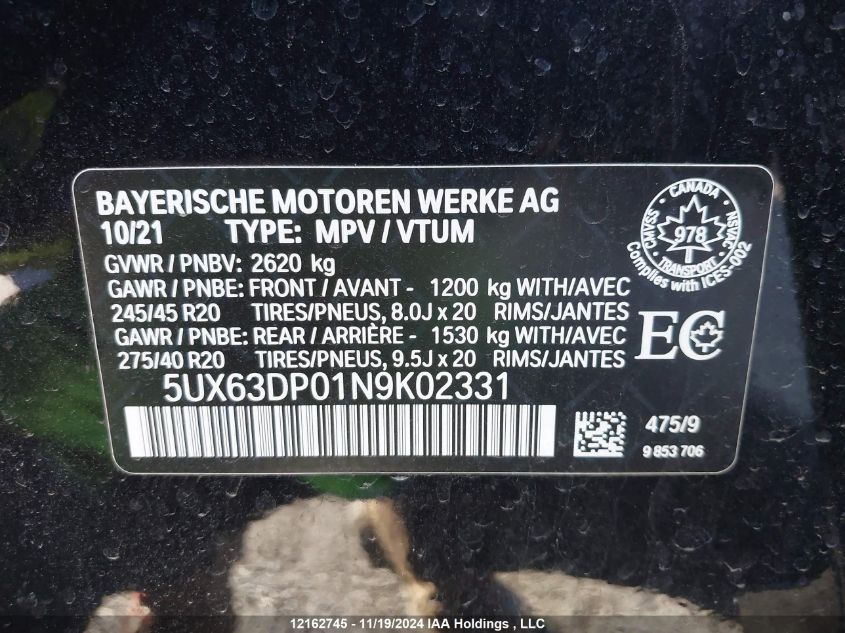 BAYERISCHE MOTOREN WERKE AG
10/21 TYPE: MPV / VTUM
GVWR / PNBV: 2620 kg
GAWR / PNBE: FRONT / AVANT - 1200 kg WITH/AVEC
245/45 R20 TIRES/PNEUS, 8.0J x 20 RIMS/JANTES
GAWR / PNBE: REAR / ARRIÈRE - 1530 kg WITH/AVEC
275/40 R20 TIRES/PNEUS, 9.5J x 20 RIMS/JANTES
5UX63DP01N9K02331
CANADA
CMVSS 978 NSVAC
TRANSPORT
Complies with ICES-002
EC
475/9
9 853 706
12162745 - 11/19/2024 IAA Holdings , LLC